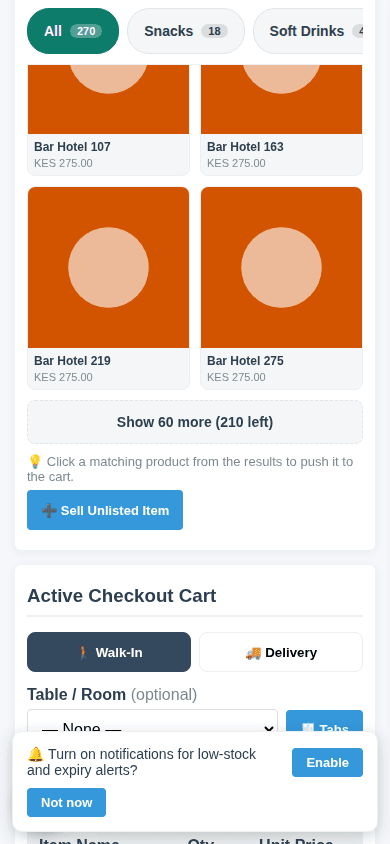 All 270 Snacks 18 Soft Drinks
Bar Hotel 107 Bar Hotel 163
KES 275.00 KES 275.00
Bar Hotel 219 Bar Hotel 275
KES 275.00 KES 275.00
Show 60 more (210 left)
💡 Click a matching product from the results to push it to
the cart.
➕ Sell Unlisted Item
Active Checkout Cart
🚶 Walk-In 🚚 Delivery
Table / Room (optional)
— None — Tabs
🔔 Turn on notifications for low-stock
and expiry alerts?
Enable
Not now
Item Name Qty Unit Price